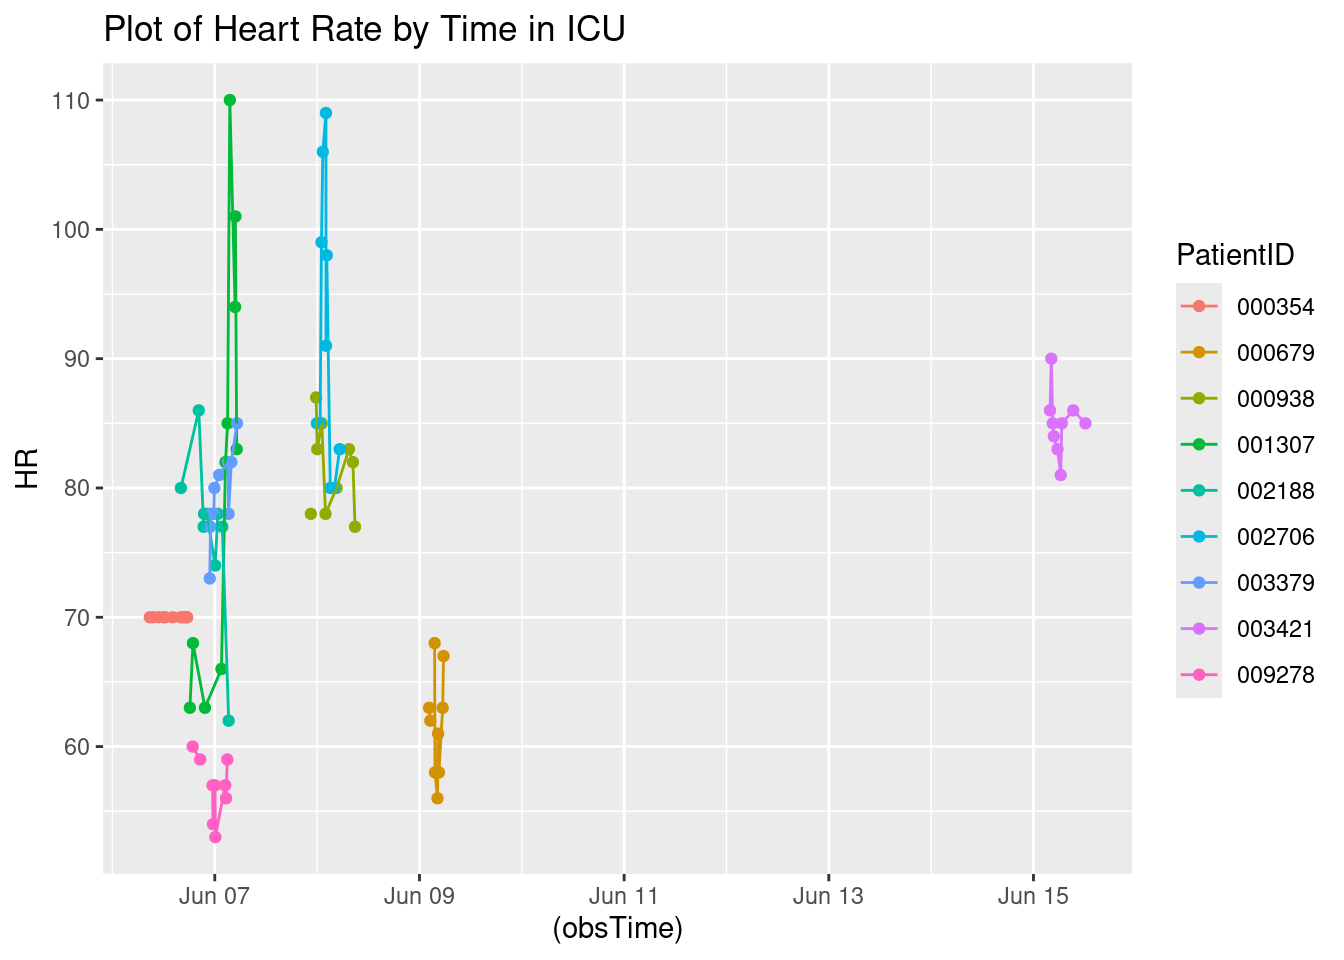 Plot of Heart Rate by Time in ICU
110
100
90
80
70
60
HR
Jun 07
Jun 09
Jun 11
Jun 13
Jun 15
(obsTime)
PatientID
000354
000679
000938
001307
002188
002706
003379
003421
009278